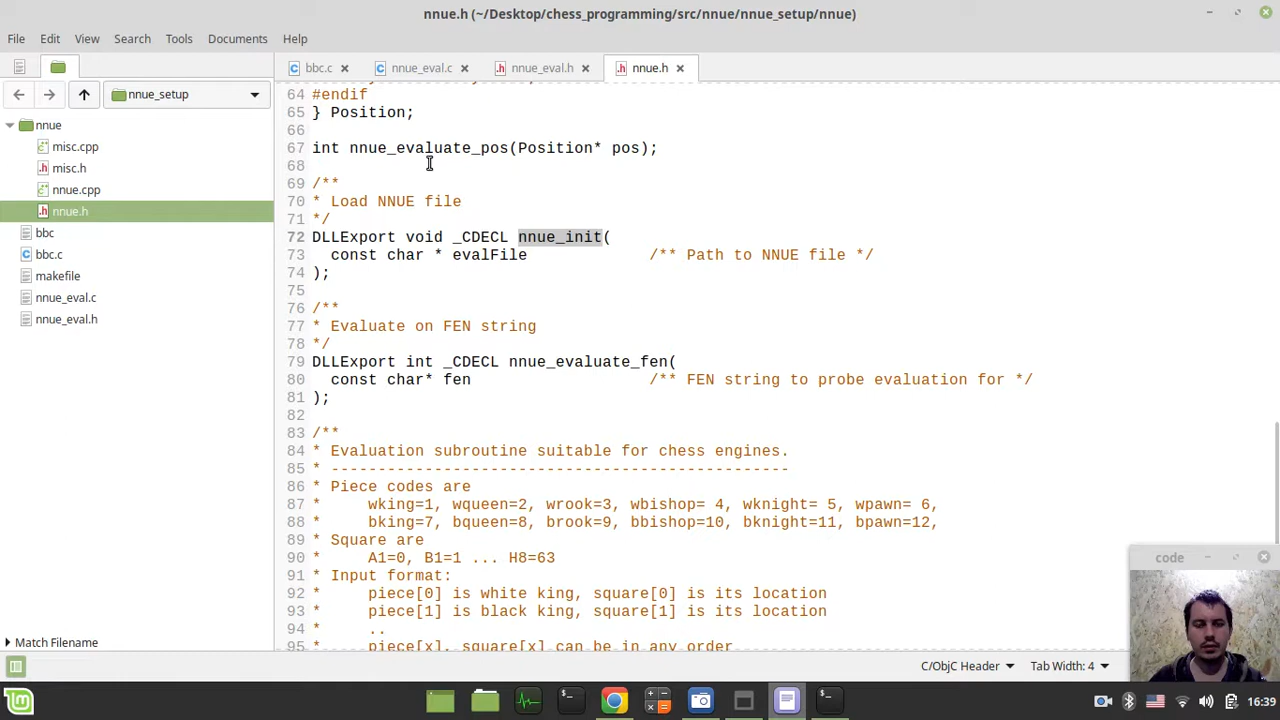 nnue.h (~/Desktop/chess_programming/src/nnue/nnue_setup/nnue)
File Edit View Search Tools Documents Help
bbc.c nnue_eval.c nnue_eval.h nnue.h
nnue_setup
nnue
misc.cpp
misc.h
nnue.cpp
nnue.h
bbc
bbc.c
makefile
nnue_eval.c
nnue_eval.h
Match Filename
64 #endif
65 } Position;
66
67 int nnue_evaluate_pos(Position* pos);
68
69 /**
70 * Load NNUE file
71 */
72 DLLExport void _CDECL nnue_init(
73 const char * evalFile /** Path to NNUE file */
74 );
75
76 /**
77 * Evaluate on FEN string
78 */
79 DLLExport int _CDECL nnue_evaluate_fen(
80 const char* fen /** FEN string to probe evaluation for */
81 );
82
83 /**
84 * Evaluation subroutine suitable for chess engines.
85 * -------------------------------------------------
86 * Piece codes are
87 * wking=1, wqueen=2, wrook=3, wbishop= 4, wknight= 5, wpawn= 6,
88 * bking=7, bqueen=8, brook=9, bbishop=10, bknight=11, bpawn=12,
89 * Square are
90 * A1=0, B1=1 ... H8=63
91 * Input format:
92 * piece[0] is white king, square[0] is its location
93 * piece[1] is black king, square[1] is its location
94 * ..
95 * piece[x], square[x] can be in any order
code
C/ObjC Header Tab Width: 4
16:39